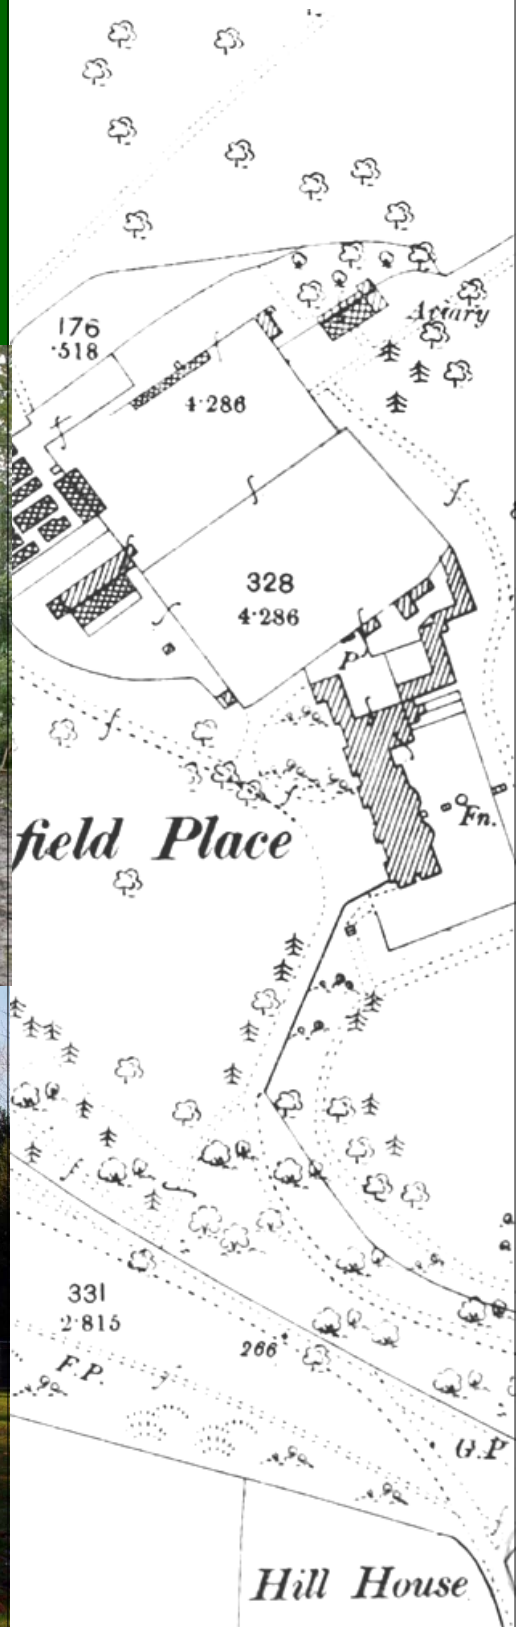 Aviary
176
·518
4·286
328
4·286
P
field Place
Fn.
331
2·815
266
F.P.
G.P
Hill House